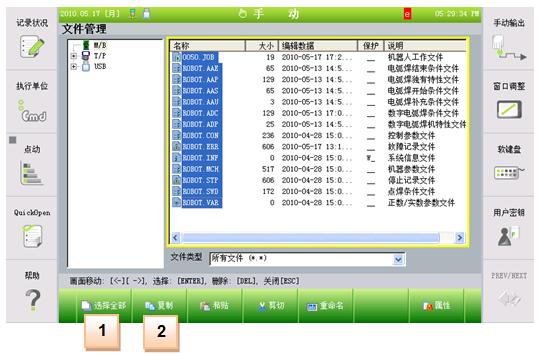 2010.05.17 [月] 手 动 05:29:34 PM
文件管理
记录状况
执行单位
Cmd
点动
QuickOpen
帮助
M/B
T/P
USB
名称 大小 编辑数据 保护 说明
0050.JOB 19 2010-05-17 17:2... __ 机器人工作文件
ROBOT.AAE 65 2010-05-13 14:5... __ 电弧焊结束条件文件
ROBOT.AAP 129 2010-05-13 14:5... __ 电弧焊独有特性文件
ROBOT.AAS 65 2010-05-13 14:5... __ 电弧焊开始条件文件
ROBOT.AAU 3 2010-05-13 14:5... __ 电弧焊补充条件文件
ROBOT.ADC 129 2010-05-13 17:0... __ 数字电弧焊条件文件
ROBOT.ADP 25 2010-05-13 14:5... __ 数字电弧焊机特性文件
ROBOT.CON 236 2010-04-28 15:0... __ 控制参数文件
ROBOT.ERR 606 2010-05-17 13:1... __ 故障记录文件
ROBOT.INF 0 2010-04-28 15:0... W_ 系统信息文件
ROBOT.MCH 517 2010-04-28 15:0... __ 机器参数文件
ROBOT.STP 606 2010-04-28 15:0... __ 停止记录文件
ROBOT.SWD 172 2010-04-28 15:0... __ 点焊条件文件
ROBOT.VAR 0 2010-04-28 15:0... __ 正数/实数参数文件
文件类型 所有文件 (*.*)
画面移动: [<-][ ->], 选择: [ENTER], 删除: [DEL], 关闭[ESC]
选择全部 复制 粘贴 剪切 重命名 属性
1 2
手动输出
窗口调整
软键盘
用户密钥
PREV/NEXT